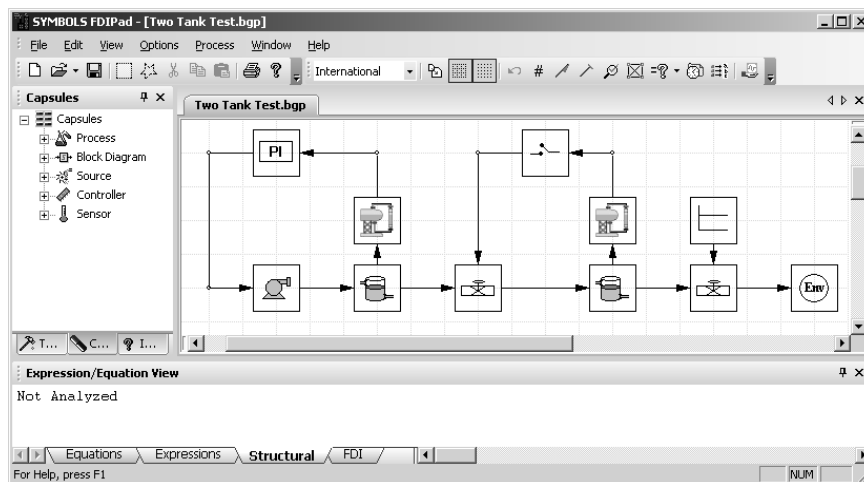 SYMBOLS FDIPad - [Two Tank Test.bgp]
File Edit View Options Process Window Help
International
Capsules
Two Tank Test.bgp
Capsules
Process
Block Diagram
Source
Controller
Sensor
PI
Env
T... C... I...
Expression/Equation View
Not Analyzed
Equations Expressions Structural FDI
For Help, press F1
NUM